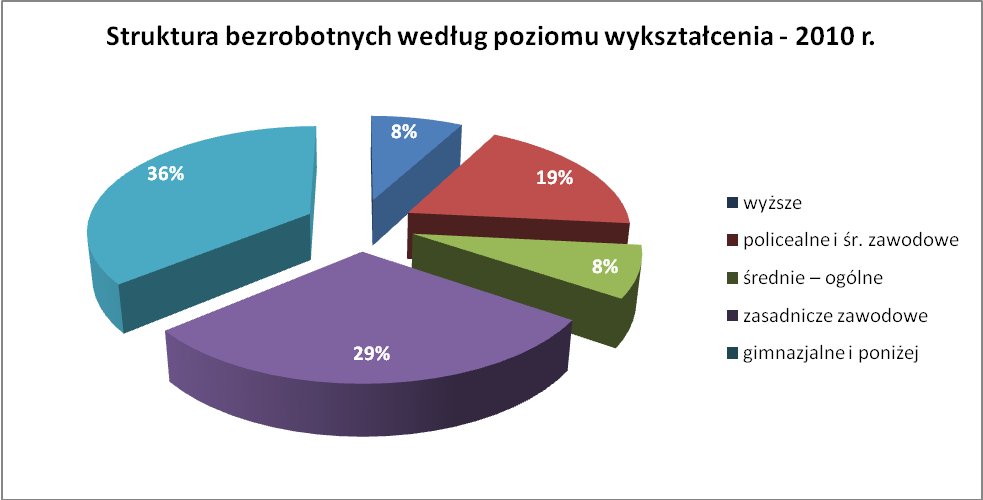 Struktura bezrobotnych według poziomu wykształcenia - 2010 r.
8%
19%
8%
29%
36%
wyższe
policealne i śr. zawodowe
średnie – ogólne
zasadnicze zawodowe
gimnazjalne i poniżej